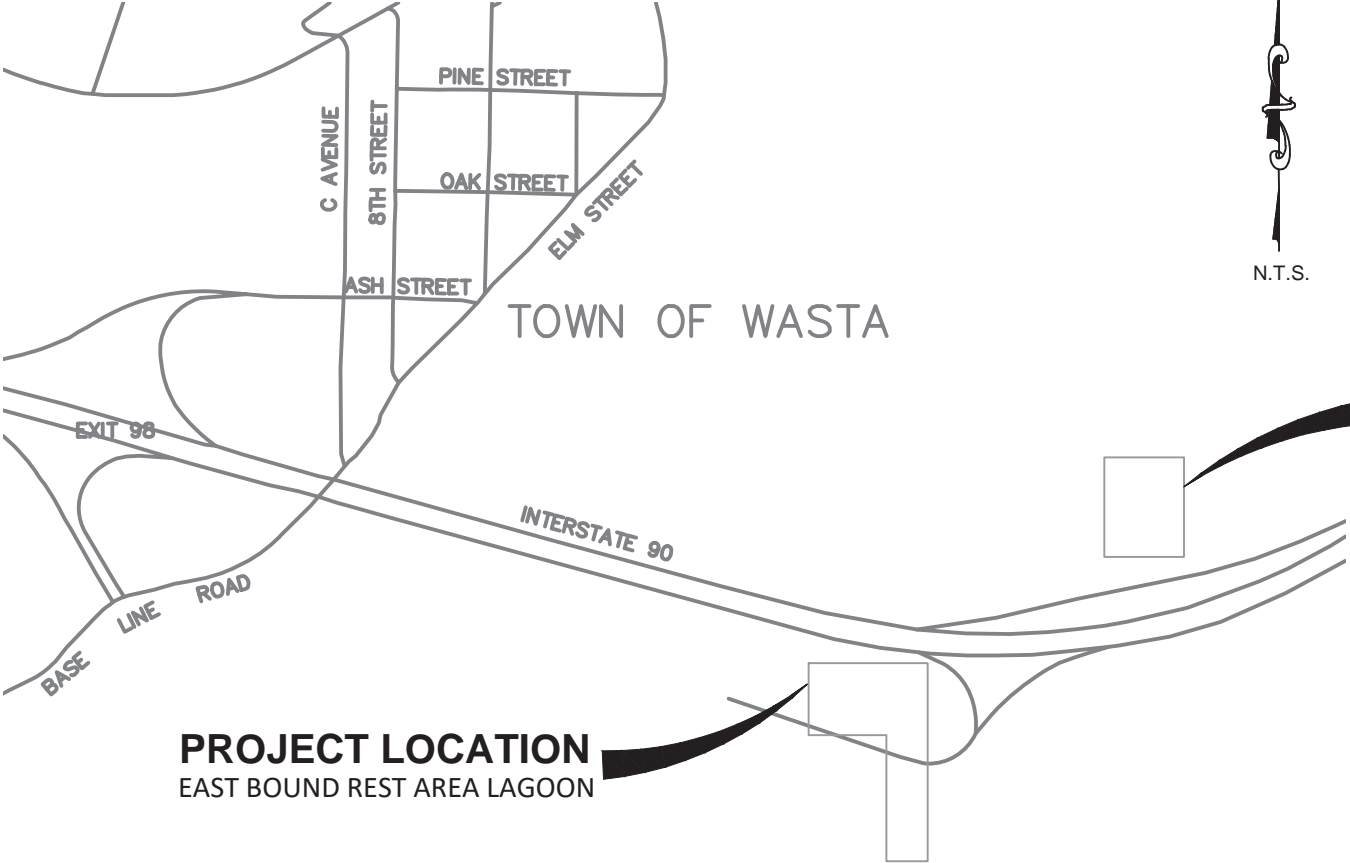 PINE STREET
C AVENUE
8TH STREET
OAK STREET
ELM STREET
N.T.S.
ASH STREET
TOWN OF WASTA
EXIT 98
INTERSTATE 90
BASE LINE ROAD
PROJECT LOCATION
EAST BOUND REST AREA LAGOON